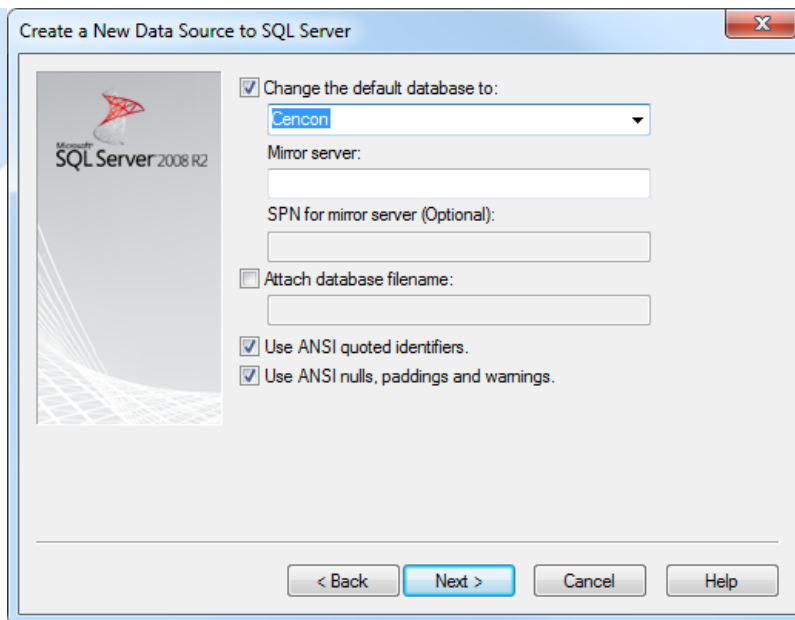 Create a New Data Source to SQL Server
Microsoft
SQL Server 2008 R2
Change the default database to:
Cencon
Mirror server:
SPN for mirror server (Optional):
Attach database filename:
Use ANSI quoted identifiers.
Use ANSI nulls, paddings and warnings.
< Back Next > Cancel Help